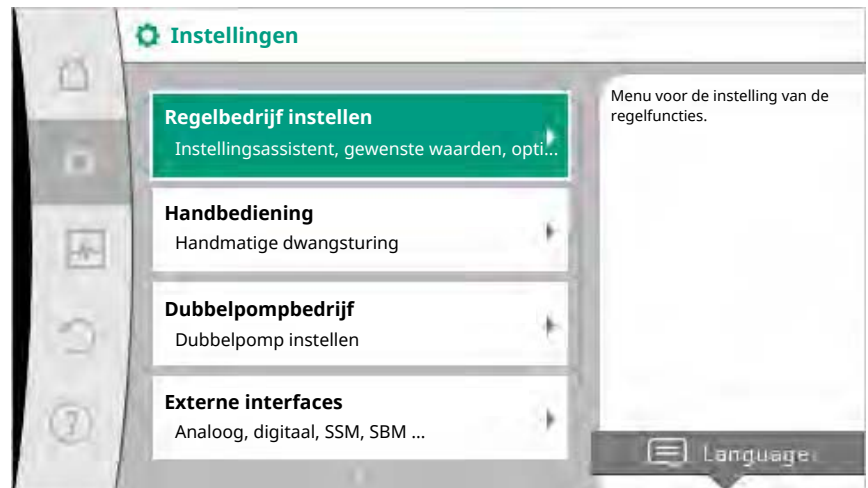 Instellingen
Regelbedrijf instellen
Instellingsassistent, gewenste waarden, opti...
Handbediening
Handmatige dwangsturing
Dubbelpompbedrijf
Dubbelpomp instellen
Externe interfaces
Analoog, digitaal, SSM, SBM ...
Menu voor de instelling van de
regelfuncties.
Language
?